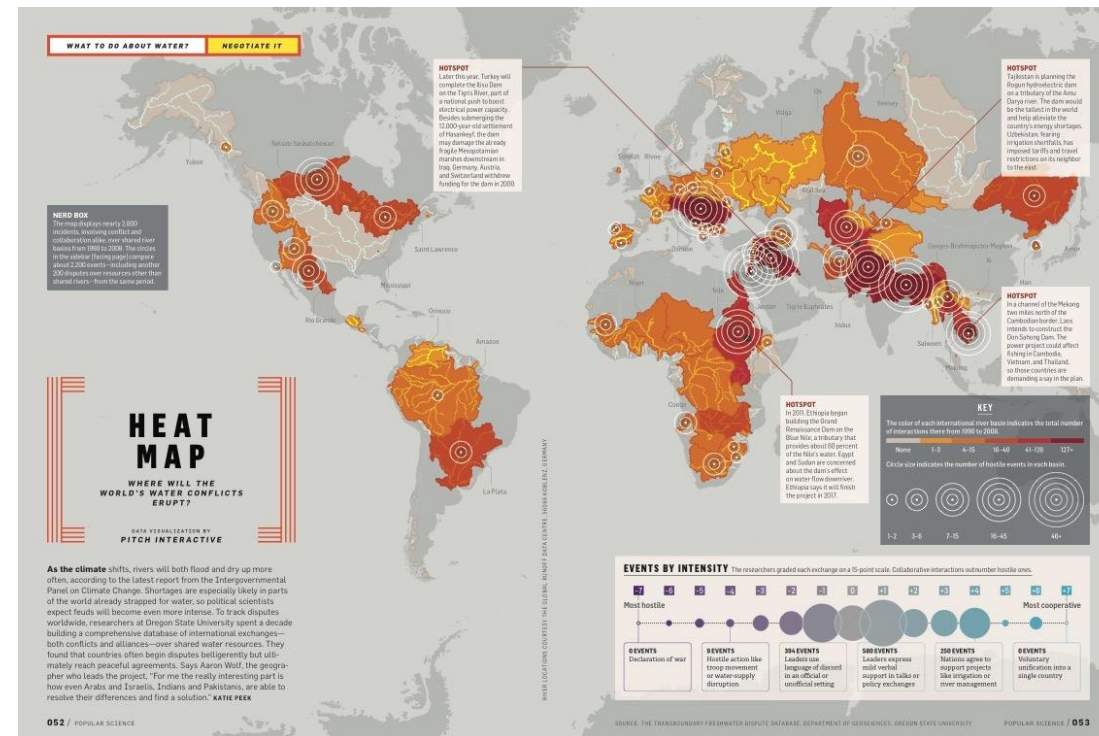 WHAT TO DO ABOUT WATER? NEGOTIATE IT
HOTSPOT
Later this year, Turkey will
complete the Ilisu Dam
on the Tigris River, part of
a national push to boost
electrical power capacity.
Besides submerging the
12,000-year-old settlement
of Hasankeyf, the dam
may damage the already
fragile Mesopotamian
marshes downstream in
Iraq. Germany, Austria,
and Switzerland withdrew
funding for the dam in 2009.
HOTSPOT
Tajikistan is planning the
Rogun hydroelectric dam
on a tributary of the Amu
Darya river. The dam would
be the tallest in the world
and help alleviate the
country's energy shortages.
Uzbekistan, fearing
irrigation shortfalls, has
imposed tariffs and travel
restrictions on its neighbor
to the east.
Yukon
Nelson-Saskatchewan
Saint Lawrence
Mississippi
Rio Grande
Orinoco
Amazon
La Plata
Rhine
Volga
Ob
Yenisey
Aral Sea
Danube
Niger
Nile
Jordan
Tigris-Euphrates
Indus
Ganges-Brahmaputra-Meghna
Xi
Han
Amur
Salween
Mekong
Congo
NERD BOX
The map displays nearly 2,000
incidents, involving conflict and
collaboration alike, over shared river
basins from 1990 to 2008. The circles
in the sidebar (facing page) compare
about 2,200 events—including another
200 disputes over resources other than
shared rivers—from the same period.
HOTSPOT
In a channel of the Mekong
two miles north of the
Cambodian border, Laos
intends to construct the
Don Sahong Dam. The
power project could affect
fishing in Cambodia,
Vietnam, and Thailand,
so those countries are
demanding a say in the plan.
HOTSPOT
In 2011, Ethiopia began
building the Grand
Renaissance Dam on the
Blue Nile, a tributary that
provides about 60 percent
of the Nile's water. Egypt
and Sudan are concerned
about the dam's effect
on water flow downriver.
Ethiopia says it will finish
the project in 2017.
HEAT
MAP
WHERE WILL THE
WORLD'S WATER CONFLICTS
ERUPT?
DATA VISUALIZATION BY
PITCH INTERACTIVE
As the climate shifts, rivers will both flood and dry up more
often, according to the latest report from the Intergovernmental
Panel on Climate Change. Shortages are especially likely in parts
of the world already strapped for water, so political scientists
expect feuds will become even more intense. To track disputes
worldwide, researchers at Oregon State University spent a decade
building a comprehensive database of international exchanges—
both conflicts and alliances—over shared water resources. They
found that countries often begin disputes belligerently but ulti-
mately reach peaceful agreements. Says Aaron Wolf, the geogra-
pher who leads the project, "For me the really interesting part is
how even Arabs and Israelis, Indians and Pakistanis, are able to
resolve their differences and find a solution." KATIE PEEK
RIVER LOCATIONS COURTESY THE GLOBAL RUNOFF DATA CENTRE, 56068 KOBLENZ, GERMANY
KEY
The color of each international river basin indicates the total number
of interactions there from 1990 to 2008.
None 1-3 4-15 16-40 41-126 127+
Circle size indicates the number of hostile events in each basin.
1-2 3-6 7-15 16-45 46+
EVENTS BY INTENSITY The researchers graded each exchange on a 15-point scale. Collaborative interactions outnumber hostile ones.
-7 -6 -5 -4 -3 -2 -1 0 +1 +2 +3 +4 +5 +6 +7
Most hostile Most cooperative
0 EVENTS
Declaration of war
9 EVENTS
Hostile action like
troop movement
or water-supply
disruption
394 EVENTS
Leaders use
language of discord
in an official or
unofficial setting
580 EVENTS
Leaders express
mild verbal
support in talks or
policy exchanges
250 EVENTS
Nations agree to
support projects
like irrigation or
river management
0 EVENTS
Voluntary
unification into a
single country
052 / POPULAR SCIENCE
SOURCE: THE TRANSBOUNDARY FRESHWATER DISPUTE DATABASE, DEPARTMENT OF GEOSCIENCES, OREGON STATE UNIVERSITY
POPULAR SCIENCE / 053